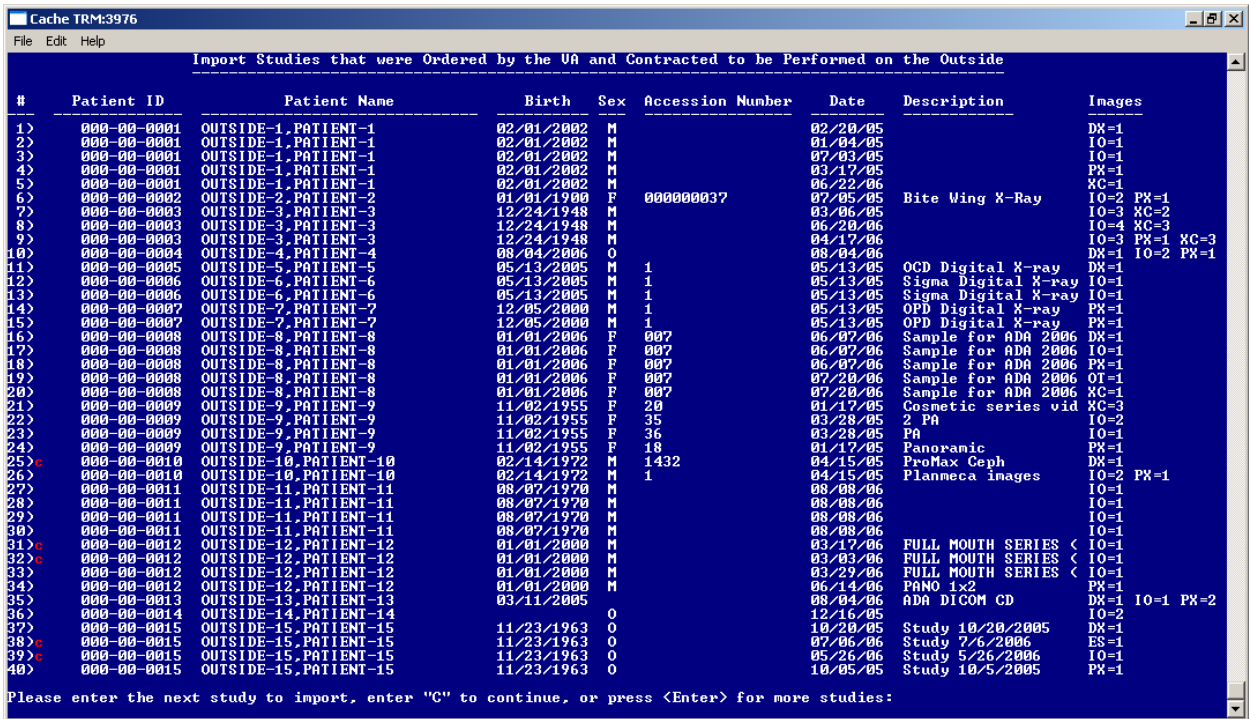 Cache TRM:3976
File Edit Help
Import Studies that were Ordered by the VA and Contracted to be Performed on the Outside
# Patient ID Patient Name Birth Sex Accession Number Date Description Images
1) 000-00-0001 OUTSIDE-1,PATIENT-1 02/01/2002 M 02/20/05 DX=1
2) 000-00-0001 OUTSIDE-1,PATIENT-1 02/01/2002 M 01/04/05 IO=1
3) 000-00-0001 OUTSIDE-1,PATIENT-1 02/01/2002 M 07/03/05 IO=1
4) 000-00-0001 OUTSIDE-1,PATIENT-1 02/01/2002 M 03/17/05 PX=1
5) 000-00-0001 OUTSIDE-1,PATIENT-1 02/01/2002 M 06/22/06 XC=1
6) 000-00-0002 OUTSIDE-2,PATIENT-2 01/01/1900 F 000000037 07/05/05 Bite Wing X-Ray IO=2 PX=1
7) 000-00-0003 OUTSIDE-3,PATIENT-3 12/24/1948 M 03/06/05 IO=3 XC=2
8) 000-00-0003 OUTSIDE-3,PATIENT-3 12/24/1948 M 06/20/06 IO=4 XC=3
9) 000-00-0003 OUTSIDE-3,PATIENT-3 12/24/1948 M 04/17/06 IO=3 PX=1 XC=3
10) 000-00-0004 OUTSIDE-4,PATIENT-4 08/04/2006 O 08/04/06 DX=1 IO=2 PX=1
11) 000-00-0005 OUTSIDE-5,PATIENT-5 05/13/2005 M 1 05/13/05 OCD Digital X-ray DX=1
12) 000-00-0006 OUTSIDE-6,PATIENT-6 05/13/2005 M 1 05/13/05 Sigma Digital X-ray IO=1
13) 000-00-0006 OUTSIDE-6,PATIENT-6 05/13/2005 M 1 05/13/05 Sigma Digital X-ray IO=1
14) 000-00-0007 OUTSIDE-7,PATIENT-7 12/05/2000 M 1 05/13/05 OPD Digital X-ray PX=1
15) 000-00-0007 OUTSIDE-7,PATIENT-7 12/05/2000 M 1 05/13/05 OPD Digital X-ray PX=1
16) 000-00-0008 OUTSIDE-8,PATIENT-8 01/01/2006 F 007 06/07/06 Sample for ADA 2006 DX=1
17) 000-00-0008 OUTSIDE-8,PATIENT-8 01/01/2006 F 007 06/07/06 Sample for ADA 2006 IO=1
18) 000-00-0008 OUTSIDE-8,PATIENT-8 01/01/2006 F 007 06/07/06 Sample for ADA 2006 PX=1
19) 000-00-0008 OUTSIDE-8,PATIENT-8 01/01/2006 F 007 07/20/06 Sample for ADA 2006 OT=1
20) 000-00-0008 OUTSIDE-8,PATIENT-8 01/01/2006 F 007 07/20/06 Sample for ADA 2006 XC=1
21) 000-00-0009 OUTSIDE-9,PATIENT-9 11/02/1955 F 20 01/17/05 Cosmetic series vid XC=3
22) 000-00-0009 OUTSIDE-9,PATIENT-9 11/02/1955 F 35 03/28/05 2 PA IO=2
23) 000-00-0009 OUTSIDE-9,PATIENT-9 11/02/1955 F 36 03/28/05 PA IO=1
24) 000-00-0009 OUTSIDE-9,PATIENT-9 11/02/1955 F 18 01/17/05 Panoramic PX=1
25)c 000-00-0010 OUTSIDE-10,PATIENT-10 02/14/1972 M 1432 04/15/05 ProMax Ceph DX=1
26) 000-00-0010 OUTSIDE-10,PATIENT-10 02/14/1972 M 1 04/15/05 Planmeca images IO=2 PX=1
27) 000-00-0011 OUTSIDE-11,PATIENT-11 08/07/1970 M 08/08/06 IO=1
28) 000-00-0011 OUTSIDE-11,PATIENT-11 08/07/1970 M 08/08/06 IO=1
29) 000-00-0011 OUTSIDE-11,PATIENT-11 08/07/1970 M 08/08/06 IO=1
30) 000-00-0011 OUTSIDE-11,PATIENT-11 08/07/1970 M 08/08/06 IO=1
31)c 000-00-0012 OUTSIDE-12,PATIENT-12 01/01/2000 M 03/17/06 FULL MOUTH SERIES ( IO=1
32)c 000-00-0012 OUTSIDE-12,PATIENT-12 01/01/2000 M 03/03/06 FULL MOUTH SERIES ( IO=1
33) 000-00-0012 OUTSIDE-12,PATIENT-12 01/01/2000 M 03/29/06 FULL MOUTH SERIES ( IO=1
34) 000-00-0012 OUTSIDE-12,PATIENT-12 01/01/2000 M 06/14/06 PANO 1x2 PX=1
35) 000-00-0013 OUTSIDE-13,PATIENT-13 03/11/2005 08/04/06 ADA DICOM CD DX=1 IO=1 PX=2
36) 000-00-0014 OUTSIDE-14,PATIENT-14 O 12/16/05 IO=2
37) 000-00-0015 OUTSIDE-15,PATIENT-15 11/23/1963 O 10/20/05 Study 10/20/2005 DX=1
38)c 000-00-0015 OUTSIDE-15,PATIENT-15 11/23/1963 O 07/06/06 Study 7/6/2006 ES=1
39)c 000-00-0015 OUTSIDE-15,PATIENT-15 11/23/1963 O 05/26/06 Study 5/26/2006 IO=1
40) 000-00-0015 OUTSIDE-15,PATIENT-15 11/23/1963 O 10/05/05 Study 10/5/2005 PX=1
Please enter the next study to import, enter "C" to continue, or press <Enter> for more studies: